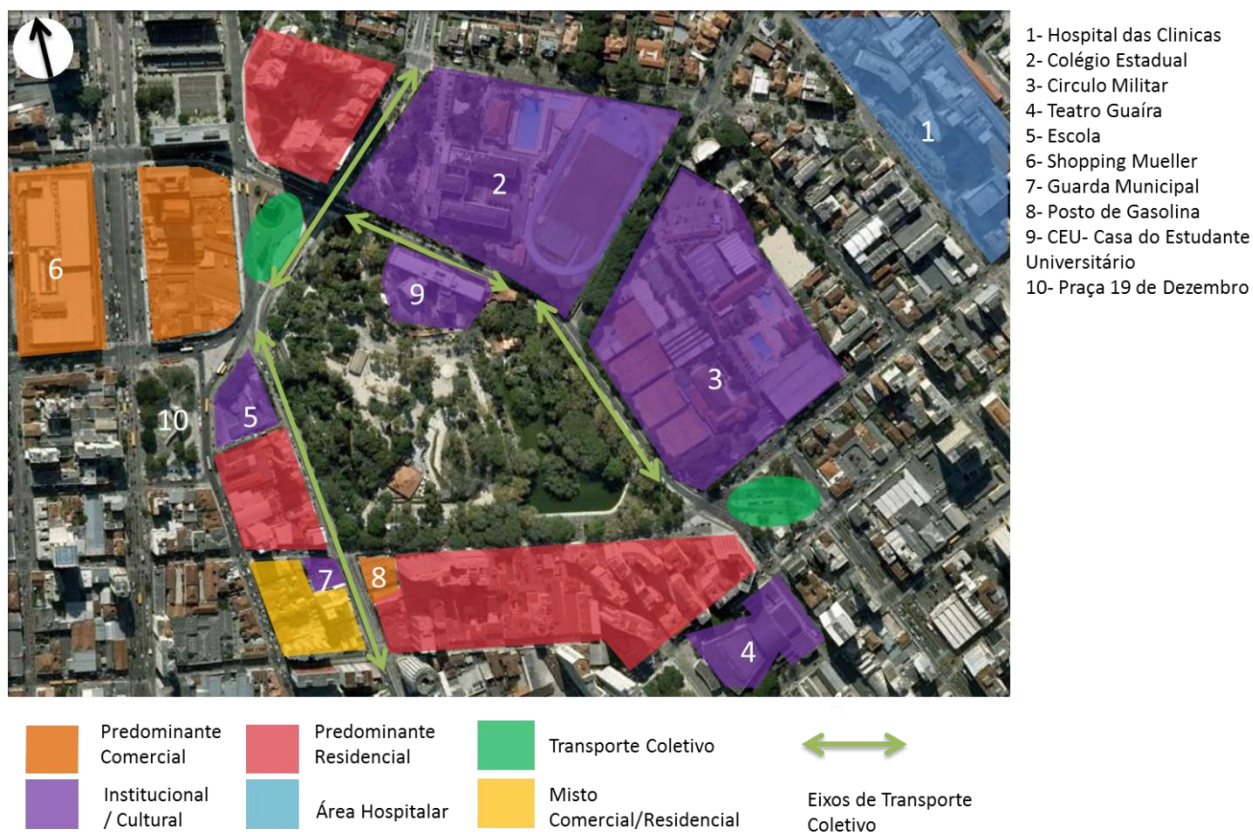 1- Hospital das Clinicas
2- Colégio Estadual
3- Circulo Militar
4- Teatro Guaíra
5- Escola
6- Shopping Mueller
7- Guarda Municipal
8- Posto de Gasolina
9- CEU- Casa do Estudante
Universitário
10- Praça 19 de Dezembro
1
2
6
9
3
10
5
7
8
4
Predominante
Comercial
Predominante
Residencial
Transporte Coletivo
Institucional
/ Cultural
Área Hospitalar
Misto
Comercial/Residencial
Eixos de Transporte
Coletivo